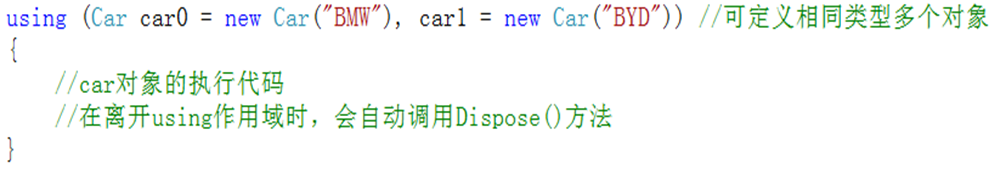 using (Car car0 = new Car("BMW"), car1 = new Car("BYD")) //可定义相同类型多个对象
{
    //car对象的执行代码
    //在离开using作用域时，会自动调用Dispose()方法
}